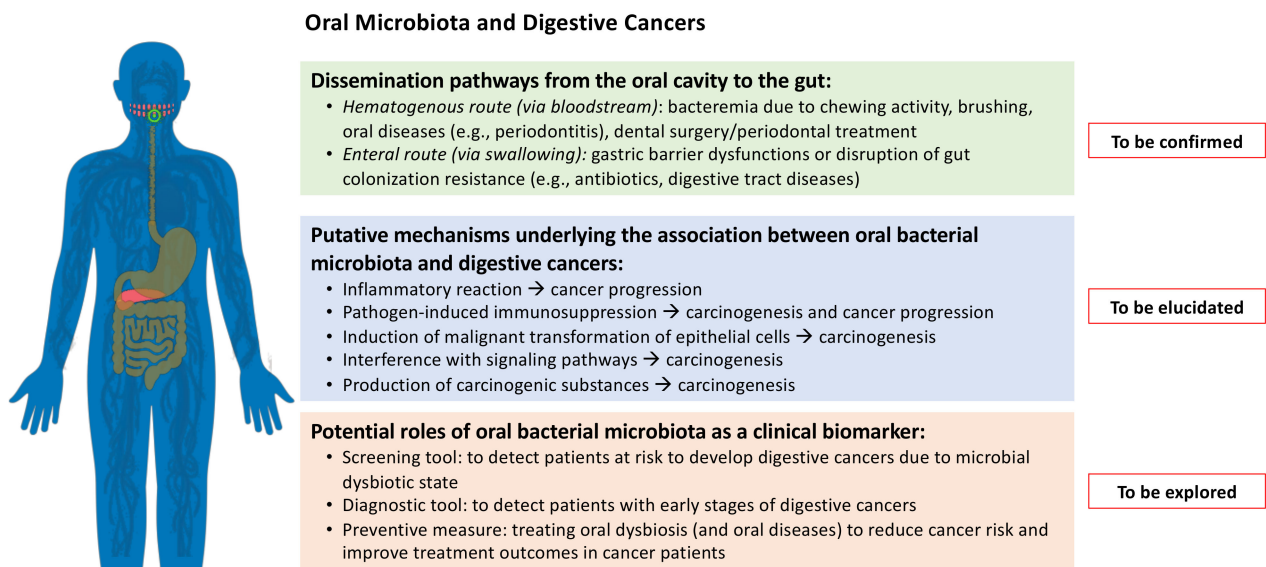 Oral Microbiota and Digestive Cancers
Dissemination pathways from the oral cavity to the gut:
• Hematogenous route (via bloodstream): bacteremia due to chewing activity, brushing,
oral diseases (e.g., periodontitis), dental surgery/periodontal treatment
• Enteral route (via swallowing): gastric barrier dysfunctions or disruption of gut
colonization resistance (e.g., antibiotics, digestive tract diseases)
To be confirmed
Putative mechanisms underlying the association between oral bacterial
microbiota and digestive cancers:
• Inflammatory reaction → cancer progression
• Pathogen-induced immunosuppression → carcinogenesis and cancer progression
• Induction of malignant transformation of epithelial cells → carcinogenesis
• Interference with signaling pathways → carcinogenesis
• Production of carcinogenic substances → carcinogenesis
To be elucidated
Potential roles of oral bacterial microbiota as a clinical biomarker:
• Screening tool: to detect patients at risk to develop digestive cancers due to microbial
dysbiotic state
• Diagnostic tool: to detect patients with early stages of digestive cancers
• Preventive measure: treating oral dysbiosis (and oral diseases) to reduce cancer risk and
improve treatment outcomes in cancer patients
To be explored